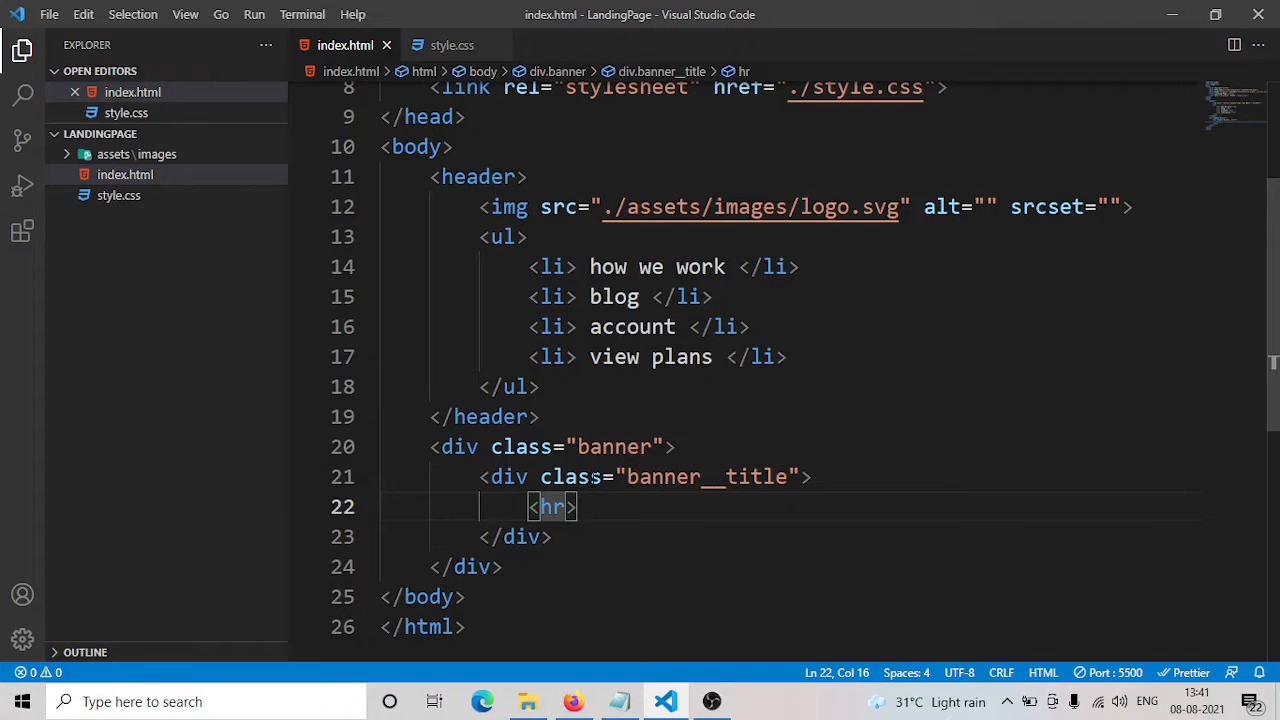 File Edit Selection View Go Run Terminal Help index.html - LandingPage - Visual Studio Code
EXPLORER
index.html style.css
index.html > html > body > div.banner > div.banner__title > hr
OPEN EDITORS
index.html
style.css
LANDINGPAGE
assets\images
index.html
style.css
8 <link rel="stylesheet" href="./style.css">
9 </head>
10 <body>
11 <header>
12 <img src="./assets/images/logo.svg" alt="" srcset="">
13 <ul>
14 <li> how we work </li>
15 <li> blog </li>
16 <li> account </li>
17 <li> view plans </li>
18 </ul>
19 </header>
20 <div class="banner">
21 <div class="banner__title">
22 <hr>
23 </div>
24 </div>
25 </body>
26 </html>
OUTLINE
0 0 Ln 22, Col 16 Spaces: 4 UTF-8 CRLF HTML Port : 5500 Prettier
Type here to search
31°C Light rain ENG 13:41
08-08-2021 22